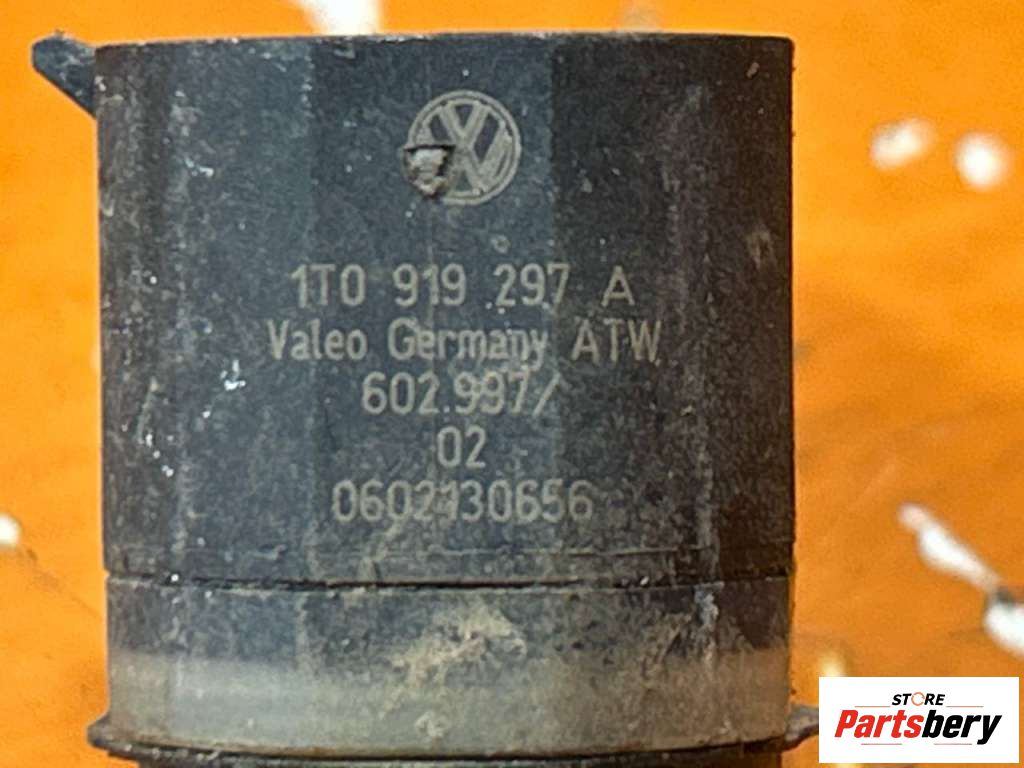 1T0 919 297 A
Valeo Germany ATW
602.997/
02
0602130656
STORE
Partsbery